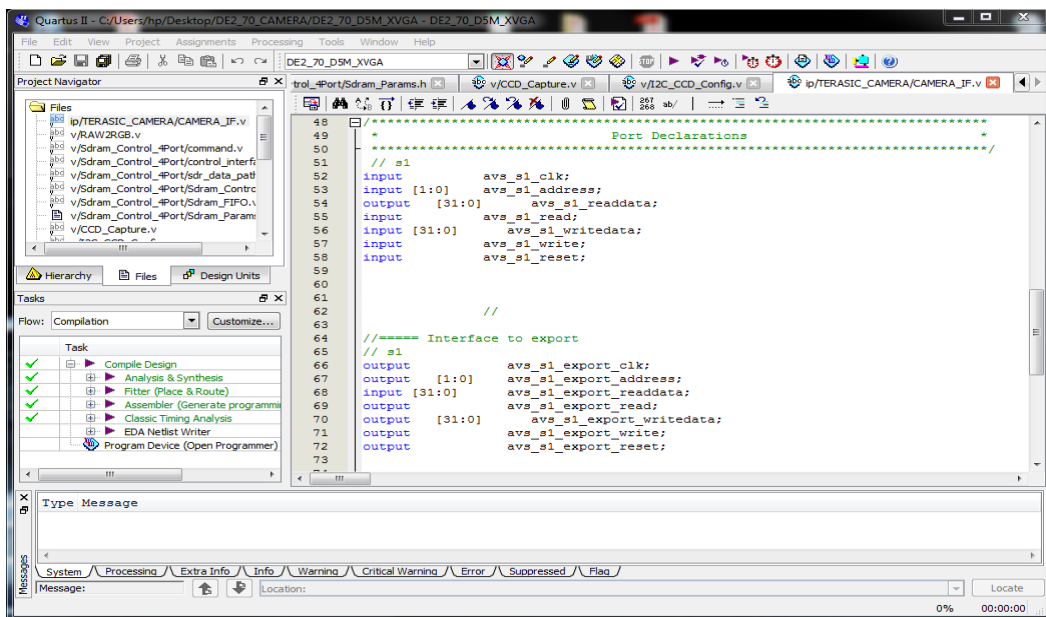 Quartus II - C:/Users/hp/Desktop/DE2_70_CAMERA/DE2_70_D5M_XVGA - DE2_70_D5M_XVGA
File Edit View Project Assignments Processing Tools Window Help
DE2_70_D5M_XVGA
Project Navigator
trol_4Port/Sdram_Params.h v/CCD_Capture.v v/I2C_CCD_Config.v ip/TERASIC_CAMERA/CAMERA_IF.v
Files
ip/TERASIC_CAMERA/CAMERA_IF.v
v/RAW2RGB.v
v/Sdram_Control_4Port/command.v
v/Sdram_Control_4Port/control_interfa
v/Sdram_Control_4Port/sdr_data_path
v/Sdram_Control_4Port/Sdram_Contro
v/Sdram_Control_4Port/Sdram_FIFO.v
v/Sdram_Control_4Port/Sdram_Params
v/CCD_Capture.v
Hierarchy Files Design Units
Tasks
Flow: Compilation Customize...
Task
Compile Design
Analysis & Synthesis
Fitter (Place & Route)
Assembler (Generate programmi
Classic Timing Analysis
EDA Netlist Writer
Program Device (Open Programmer)
267
268 ab/
48 /*******************************************************************************
49 * Port Declarations *
50 *******************************************************************************/
51 // s1
52 input avs_s1_clk;
53 input [1:0] avs_s1_address;
54 output [31:0] avs_s1_readdata;
55 input avs_s1_read;
56 input [31:0] avs_s1_writedata;
57 input avs_s1_write;
58 input avs_s1_reset;
59
60
61
62 //
63
64 //===== Interface to export
65 // s1
66 output avs_s1_export_clk;
67 output [1:0] avs_s1_export_address;
68 input [31:0] avs_s1_export_readdata;
69 output avs_s1_export_read;
70 output [31:0] avs_s1_export_writedata;
71 output avs_s1_export_write;
72 output avs_s1_export_reset;
73
Type Message
Messages
System Processing Extra Info Info Warning Critical Warning Error Suppressed Flag
Message: Location: Locate
0% 00:00:00